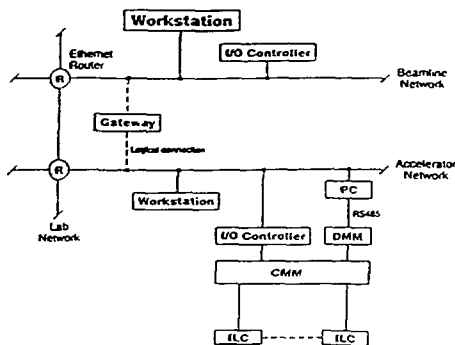 Workstation
Ethernet
Router
I/O Controller
R
Beamline
Network
Gateway
Logical connection
R
Accelerator
Network
Workstation
PC
RS485
Lab
Network
I/O Controller
DMM
CMM
ILC
ILC